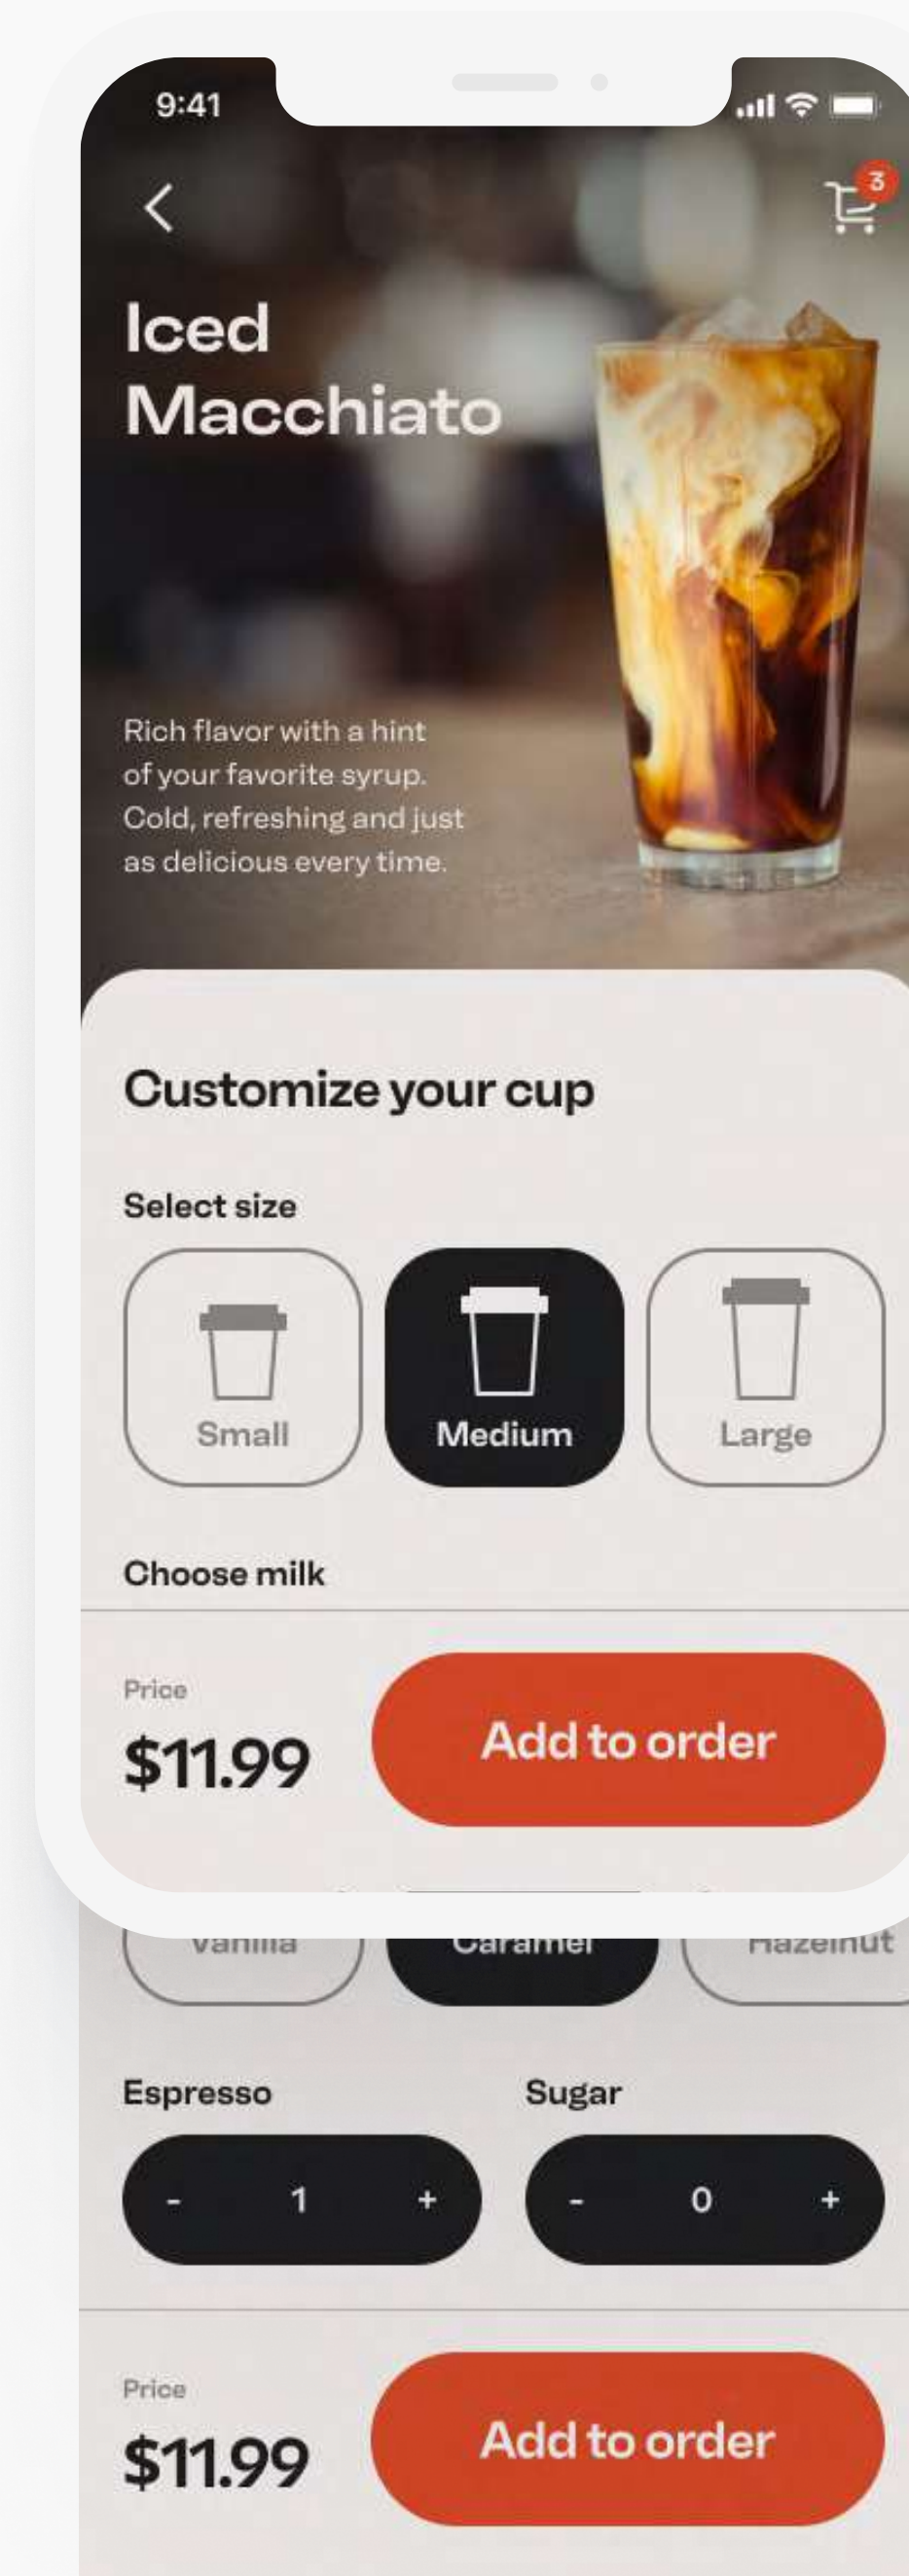 9:41
3
Iced
Macchiato
Rich flavor with a hint
of your favorite syrup.
Cold, refreshing and just
as delicious every time.
Customize your cup
Select size
Small Medium Large
Choose milk
Price
$11.99
Add to order
Vanilla Caramel Hazelnut
Espresso Sugar
- 1 + - 0 +
Price
$11.99
Add to order